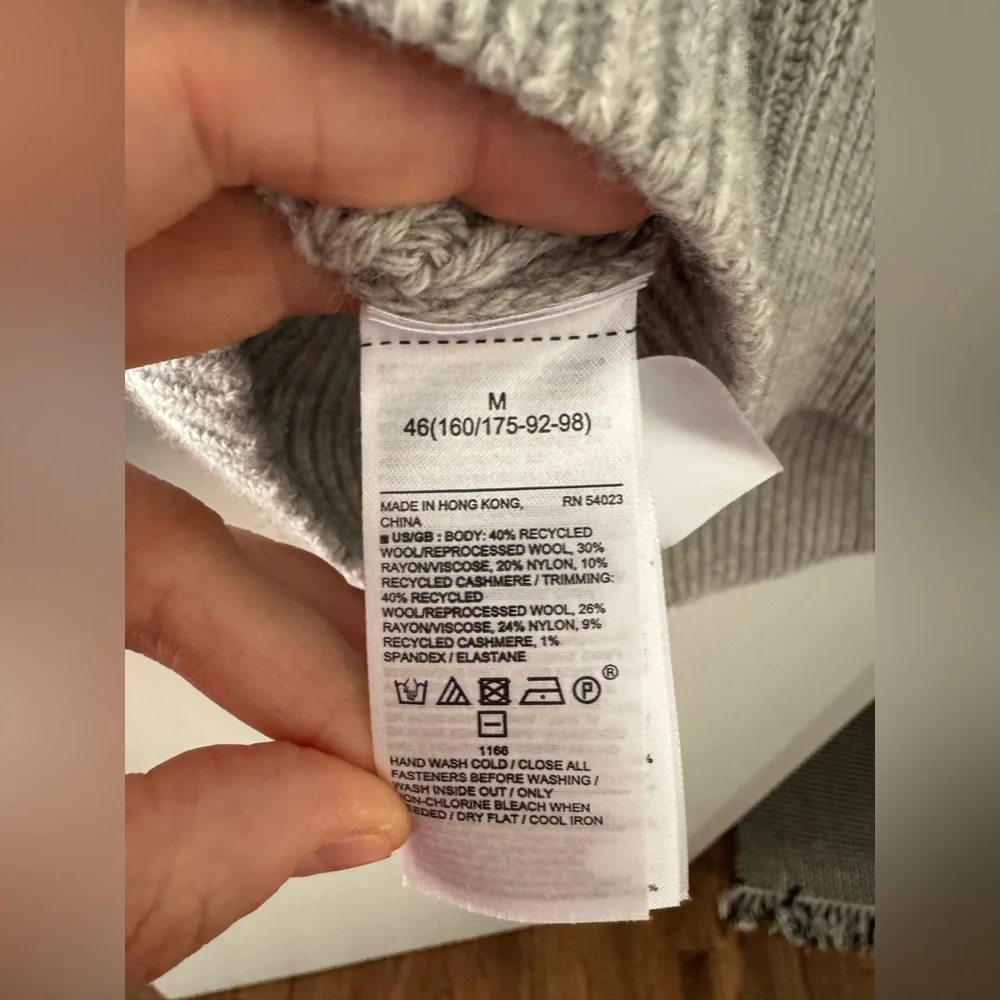 M
46(160/175-92-98)
MADE IN HONG KONG, RN 54023
CHINA
■ US/GB : BODY: 40% RECYCLED
WOOL/REPROCESSED WOOL, 30%
RAYON/VISCOSE, 20% NYLON, 10%
RECYCLED CASHMERE / TRIMMING:
40% RECYCLED
WOOL/REPROCESSED WOOL, 26%
RAYON/VISCOSE, 24% NYLON, 9%
RECYCLED CASHMERE, 1%
SPANDEX / ELASTANE
P ®
1166
HAND WASH COLD / CLOSE ALL
FASTENERS BEFORE WASHING /
WASH INSIDE OUT / ONLY
NON-CHLORINE BLEACH WHEN
NEEDED / DRY FLAT / COOL IRON
%
%